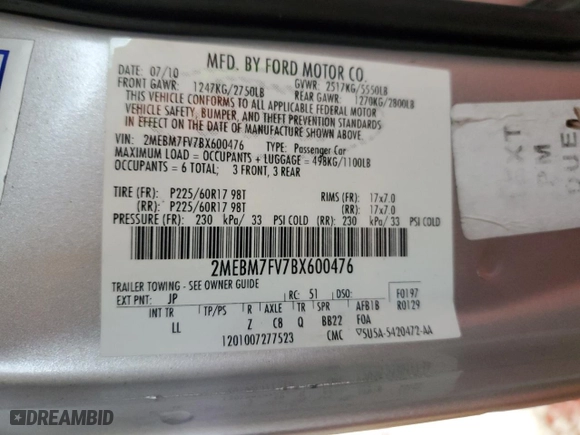 MFD. BY FORD MOTOR CO.
DATE: 07/10 GVWR: 2517KG/5550LB
FRONT GAWR: 1247KG/2750LB REAR GAWR: 1270KG/2800LB
THIS VEHICLE CONFORMS TO ALL APPLICABLE FEDERAL MOTOR
VEHICLE SAFETY, BUMPER, AND THEFT PREVENTION STANDARDS
IN EFFECT ON THE DATE OF MANUFACTURE SHOWN ABOVE.
VIN: 2MEBM7FV7BX600476 TYPE: Passenger Car
MAXIMUM LOAD = OCCUPANTS + LUGGAGE = 498KG/1100LB
OCCUPANTS = 6 TOTAL; 3 FRONT, 3 REAR
TIRE (FR): P225/60R17 98T RIMS (FR): 17x7.0
(RR): P225/60R17 98T (RR): 17x7.0
PRESSURE (FR): 230 kPa/ 33 PSI COLD (RR): 230 kPa/ 33 PSI COLD
2MEBM7FV7BX600476
TRAILER TOWING - SEE OWNER GUIDE
EXT PNT: JP RC: 51 DSO: F0197
INT TR TP/PS R AXLE TR SPR AFB18 R0129
LL Z C8 Q BB22 F0A
1201007277523 CMC 5U5A-5420472-AA
EXT
PM
DUE
DREAMBID